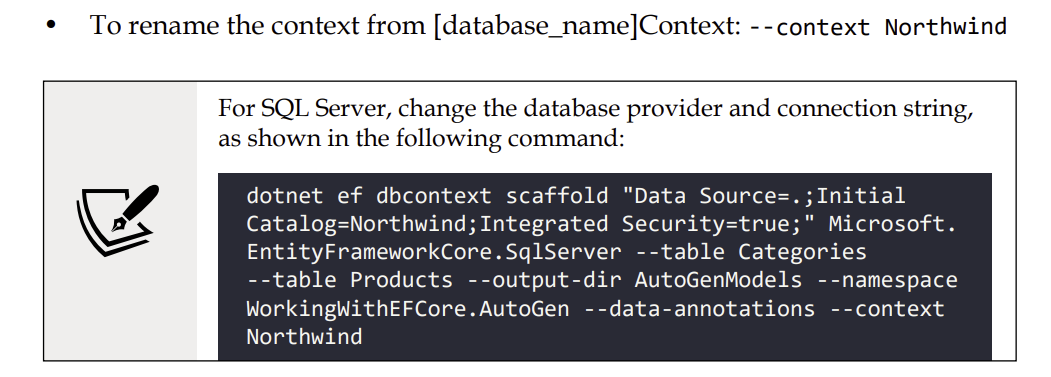 • To rename the context from [database_name]Context: --context Northwind
For SQL Server, change the database provider and connection string,
as shown in the following command:
dotnet ef dbcontext scaffold "Data Source=.;Initial
Catalog=Northwind;Integrated Security=true;" Microsoft.
EntityFrameworkCore.SqlServer --table Categories
--table Products --output-dir AutoGenModels --namespace
WorkingWithEFCore.AutoGen --data-annotations --context
Northwind